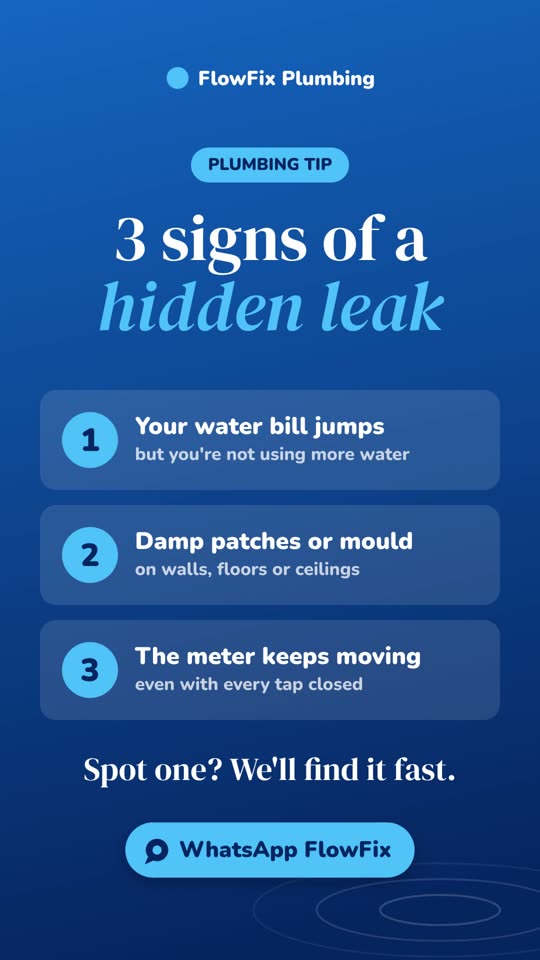 FlowFix Plumbing
PLUMBING TIP
3 signs of a
hidden leak
1
Your water bill jumps
but you're not using more water
2
Damp patches or mould
on walls, floors or ceilings
3
The meter keeps moving
even with every tap closed
Spot one? We'll find it fast.
WhatsApp FlowFix